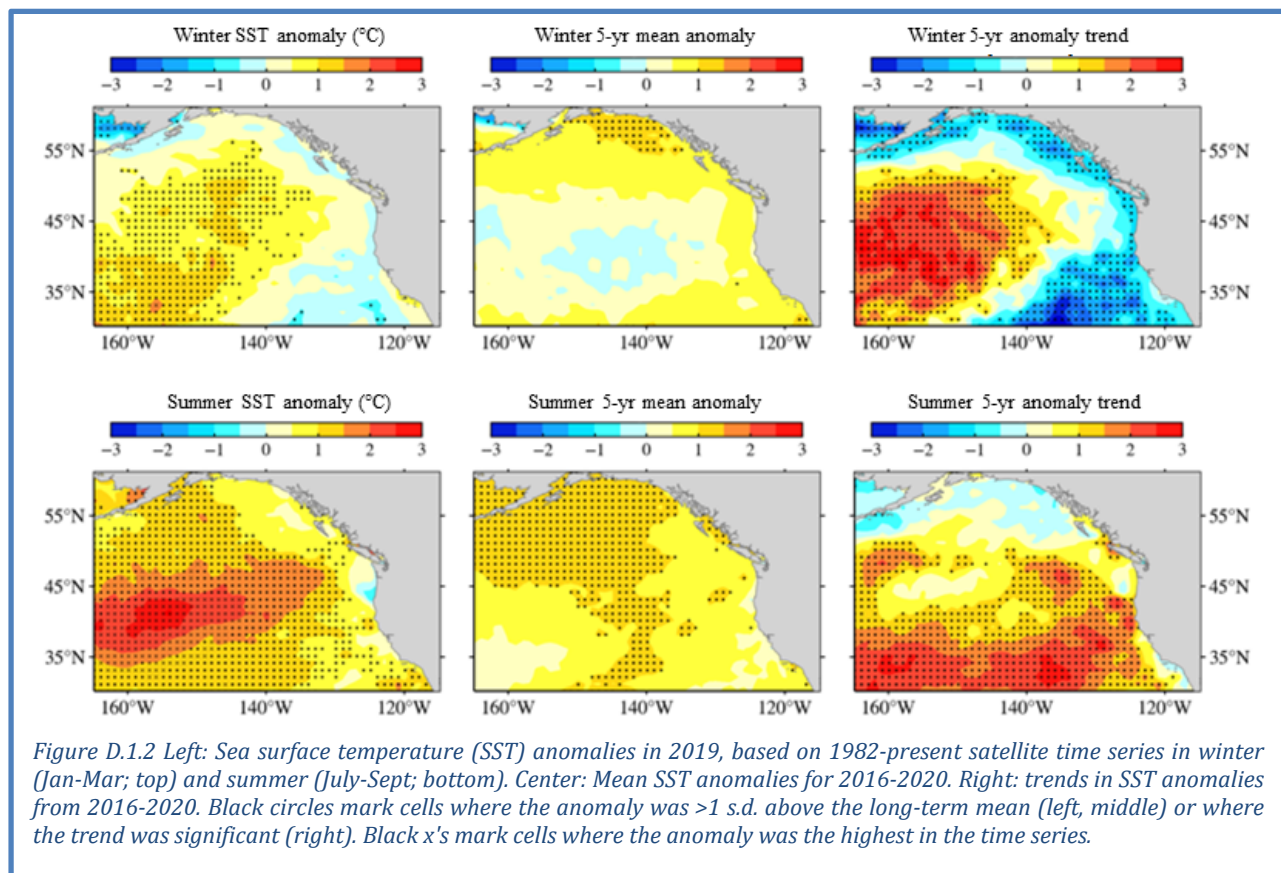 Winter SST anomaly (°C) Winter 5-yr mean anomaly Winter 5-yr anomaly trend
−3 −2 −1 0 1 2 3 −3 −2 −1 0 1 2 3 −3 −2 −1 0 1 2 3
55°N 55°N
45°N 45°N
35°N 35°N
160°W 140°W 120°W 160°W 140°W 120°W 160°W 140°W 120°W
Summer SST anomaly (°C) Summer 5-yr mean anomaly Summer 5-yr anomaly trend
−3 −2 −1 0 1 2 3 −3 −2 −1 0 1 2 3 −3 −2 −1 0 1 2 3
55°N 55°N
45°N 45°N
35°N 35°N
160°W 140°W 120°W 160°W 140°W 120°W 160°W 140°W 120°W
Figure D.1.2 Left: Sea surface temperature (SST) anomalies in 2019, based on 1982-present satellite time series in winter
(Jan-Mar; top) and summer (July-Sept; bottom). Center: Mean SST anomalies for 2016-2020. Right: trends in SST anomalies
from 2016-2020. Black circles mark cells where the anomaly was >1 s.d. above the long-term mean (left, middle) or where
the trend was significant (right). Black x's mark cells where the anomaly was the highest in the time series.